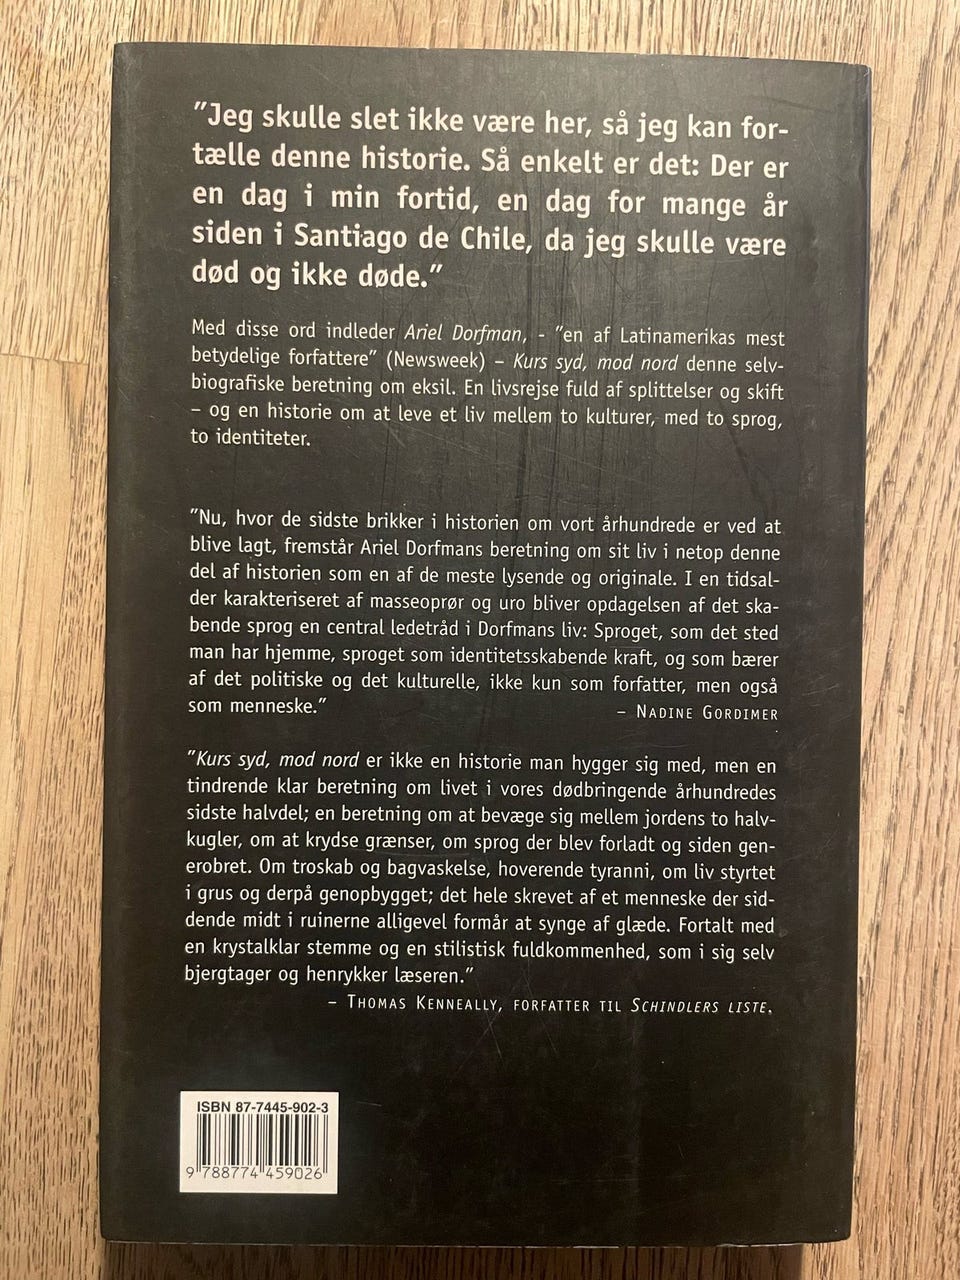 "Jeg skulle slet ikke være her, så jeg kan for-
tælle denne historie. Så enkelt er det: Der er
en dag i min fortid, en dag for mange år
siden i Santiago de Chile, da jeg skulle være
død og ikke døde."
Med disse ord indleder Ariel Dorfman, - "en af Latinamerikas mest
betydelige forfattere" (Newsweek) – Kurs syd, mod nord denne selv-
biografiske beretning om eksil. En livsrejse fuld af splittelser og skift
– og en historie om at leve et liv mellem to kulturer, med to sprog,
to identiteter.
"Nu, hvor de sidste brikker i historien om vort århundrede er ved at
blive lagt, fremstår Ariel Dorfmans beretning om sit liv i netop denne
del af historien som en af de meste lysende og originale. I en tidsal-
der karakteriseret af masseoprør og uro bliver opdagelsen af det ska-
bende sprog en central ledetråd i Dorfmans liv: Sproget, som det sted
man har hjemme, sproget som identitetsskabende kraft, og som bærer
af det politiske og det kulturelle, ikke kun som forfatter, men også
som menneske."
– NADINE GORDIMER
"Kurs syd, mod nord er ikke en historie man hygger sig med, men en
tindrende klar beretning om livet i vores dødbringende århundredes
sidste halvdel; en beretning om at bevæge sig mellem jordens to halv-
kugler, om at krydse grænser, om sprog der blev forladt og siden gen-
erobret. Om troskab og bagvaskelse, hoverende tyranni, om liv styrtet
i grus og derpå genopbygget; det hele skrevet af et menneske der sid-
dende midt i ruinerne alligevel formår at synge af glæde. Fortalt med
en krystalklar stemme og en stilistisk fuldkommenhed, som i sig selv
bjergtager og henrykker læseren."
– THOMAS KENNEALLY, FORFATTER TIL SCHINDLERS LISTE.
ISBN 87-7445-902-3
9 788774 459026